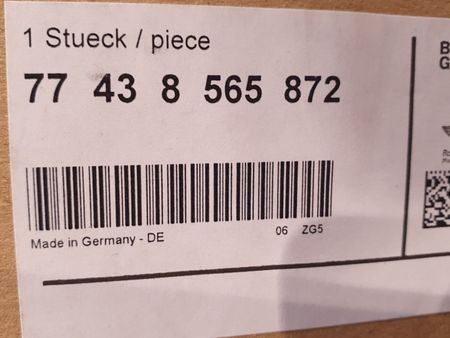 1 Stueck / piece
77 43 8 565 872
Made in Germany - DE
06 ZG5
B
G